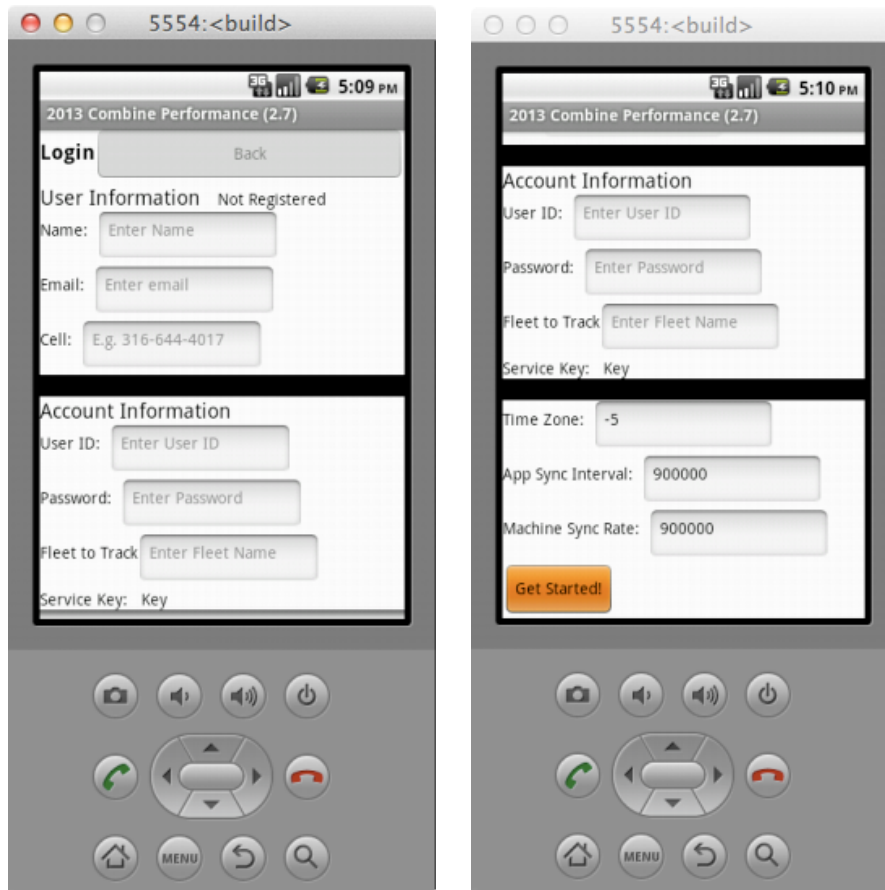 5554:<build>
3G 5:09 PM
2013 Combine Performance (2.7)
Login Back
User Information Not Registered
Name: Enter Name
Email: Enter email
Cell: E.g. 316-644-4017
Account Information
User ID: Enter User ID
Password: Enter Password
Fleet to Track Enter Fleet Name
Service Key: Key
MENU
5554:<build>
3G 5:10 PM
2013 Combine Performance (2.7)
Account Information
User ID: Enter User ID
Password: Enter Password
Fleet to Track Enter Fleet Name
Service Key: Key
Time Zone: -5
App Sync Interval: 900000
Machine Sync Rate: 900000
Get Started!
MENU